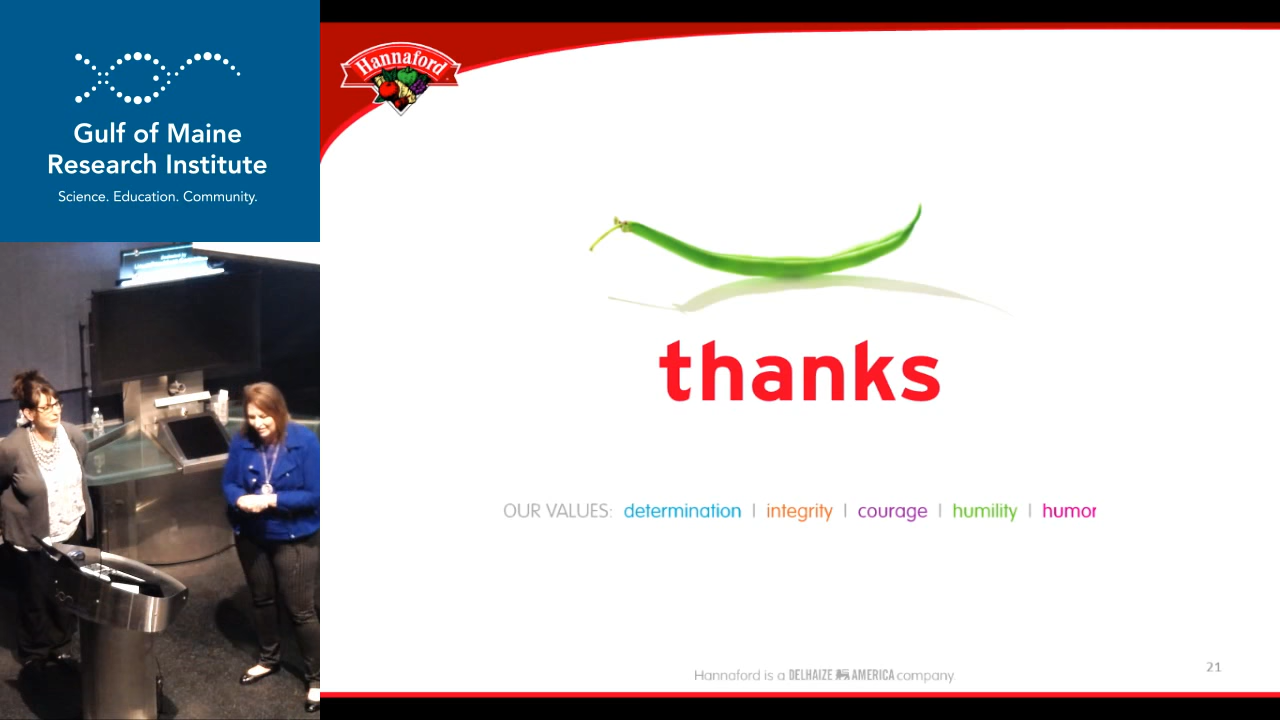 Gulf of Maine
Research Institute
Science. Education. Community.
Hannaford
thanks
OUR VALUES: determination | integrity | courage | humility | humor
Hannaford is a DELHAIZE AMERICA company.
21